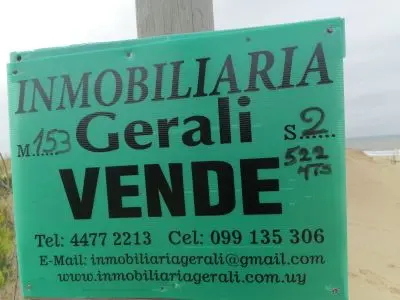 INMOBILIARIA
M.....153 Gerali S.2
VENDE 522 MTS
Tel: 4477 2213 Cel: 099 135 306
E-Mail: inmobiliariagerali@gmail.com
www.inmobiliariagerali.com.uy